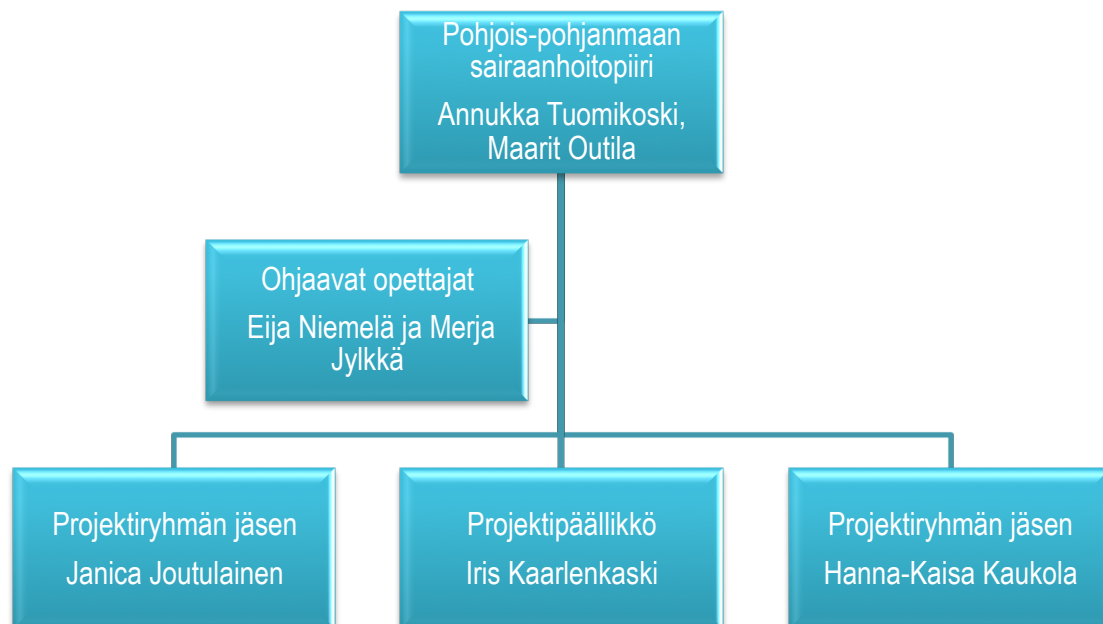 Pohjois-pohjanmaan
sairaanhoitopiiri
Annukka Tuomikoski,
Maarit Outila
Ohjaavat opettajat
Eija Niemelä ja Merja
Jylkkä
Projektiryhmän jäsen
Janica Joutulainen
Projektipäällikkö
Iris Kaarlenkaski
Projektiryhmän jäsen
Hanna-Kaisa Kaukola